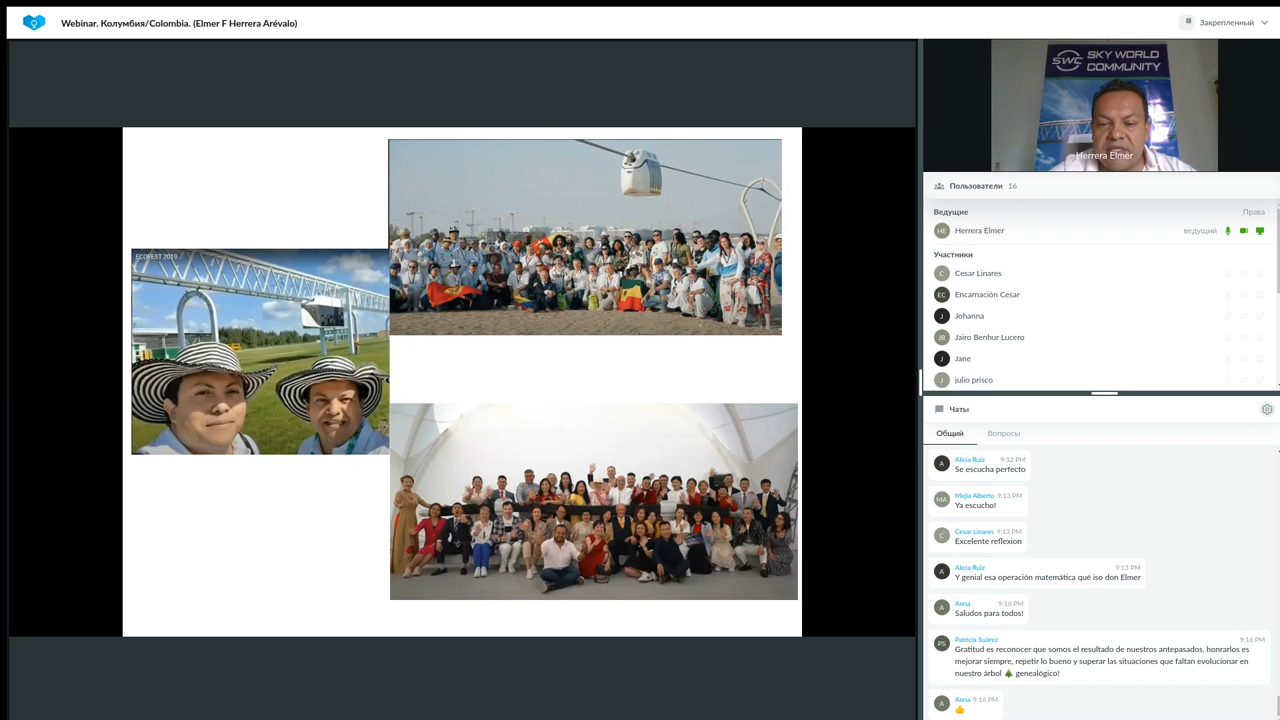 Webinar. Колумбия/Colombia. (Elmer F Herrera Arévalo)
Закрепленный
ECOFEST 2019
SWC SKY WORLD
COMMUNITY
Herrera Elmer
Пользователи 16
Ведущие Права
HE Herrera Elmer ведущий
Участники
C Cesar Linares
EC Encarnación Cesar
J Johanna
JB Jairo Benhur Lucero
J Jane
J julio prisco
Чаты
Общий Вопросы
A Alicia Ruiz 9:12 PM
Se escucha perfecto
MA Mejía Alberto 9:13 PM
Ya escucho!
C Cesar Linares 9:13 PM
Excelente reflexion
A Alicia Ruiz 9:13 PM
Y genial esa operación matemática qué iso don Elmer
A Anna 9:16 PM
Saludos para todos!
PS Patricia Suárez 9:16 PM
Gratitud es reconocer que somos el resultado de nuestros antepasados, honrarlos es
mejorar siempre, repetir lo bueno y superar las situaciones que faltan evolucionar en
nuestro árbol 🌲 genealógico!
A Anna 9:16 PM
👍